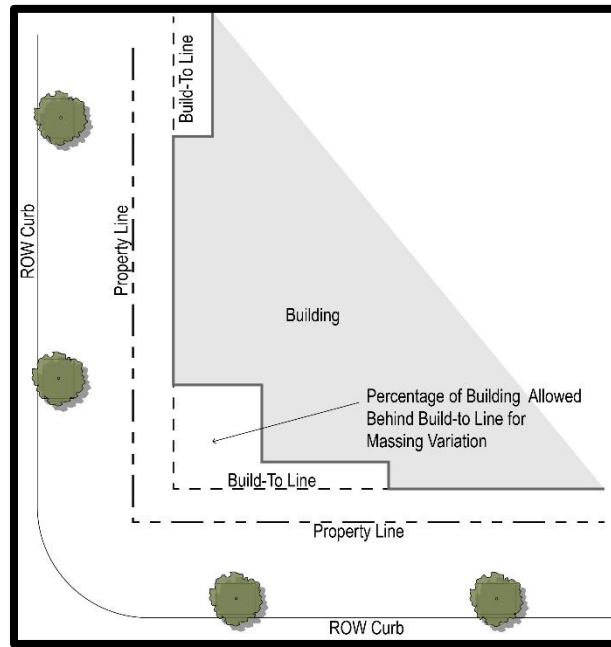 Build-To Line
ROW Curb
Property Line
Building
Percentage of Building Allowed
Behind Build-to Line for
Massing Variation
Build-To Line
Property Line
ROW Curb